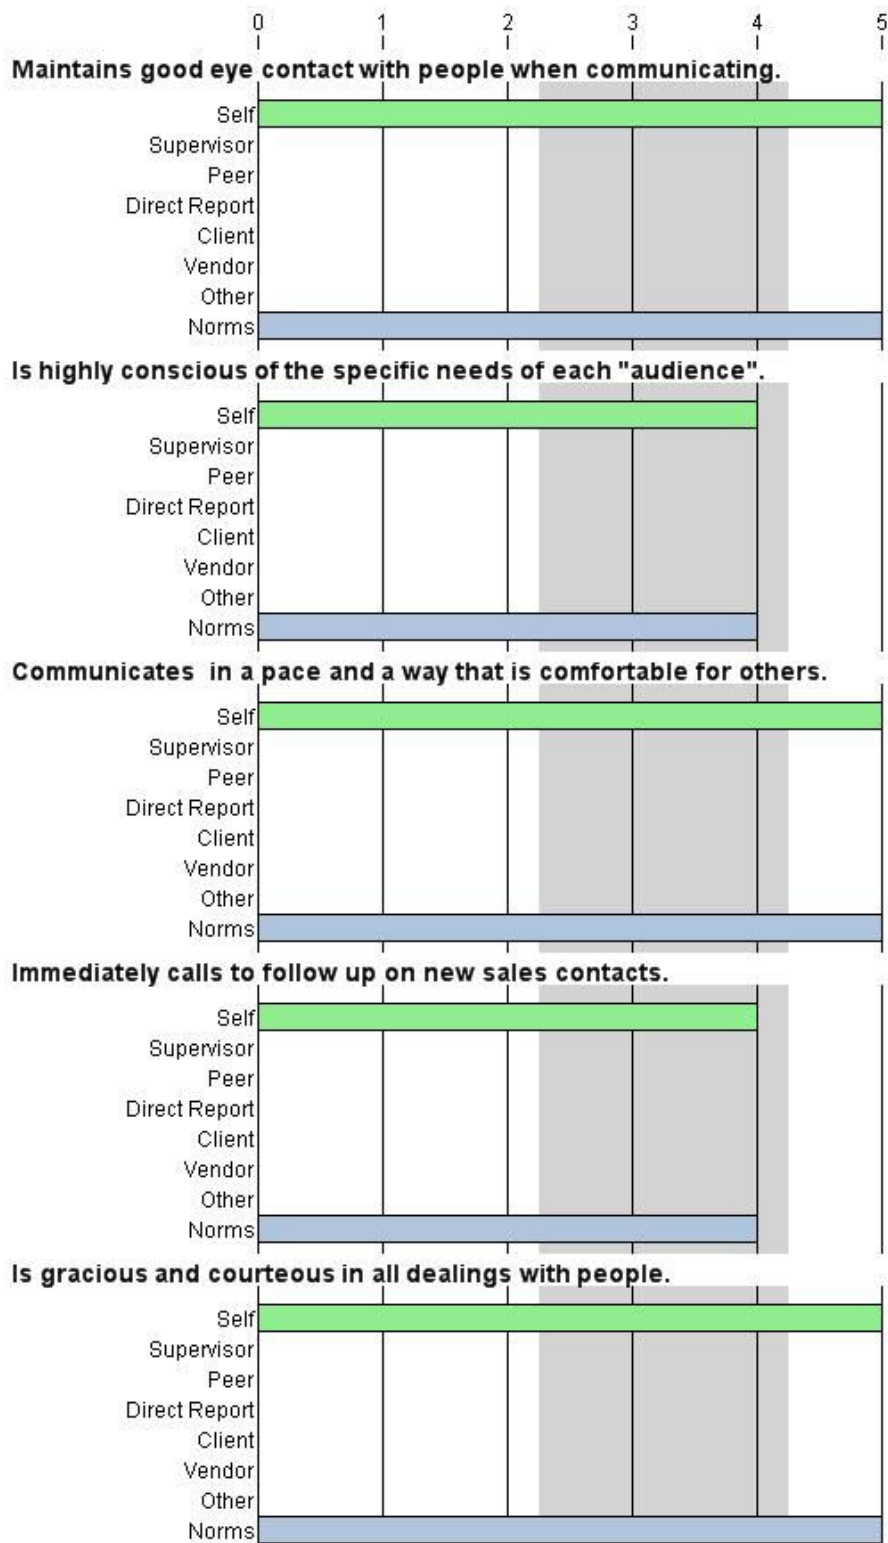 0 1 2 3 4 5
Maintains good eye contact with people when communicating.
Self
Supervisor
Peer
Direct Report
Client
Vendor
Other
Norms
Is highly conscious of the specific needs of each "audience".
Self
Supervisor
Peer
Direct Report
Client
Vendor
Other
Norms
Communicates  in a pace and a way that is comfortable for others.
Self
Supervisor
Peer
Direct Report
Client
Vendor
Other
Norms
Immediately calls to follow up on new sales contacts.
Self
Supervisor
Peer
Direct Report
Client
Vendor
Other
Norms
Is gracious and courteous in all dealings with people.
Self
Supervisor
Peer
Direct Report
Client
Vendor
Other
Norms